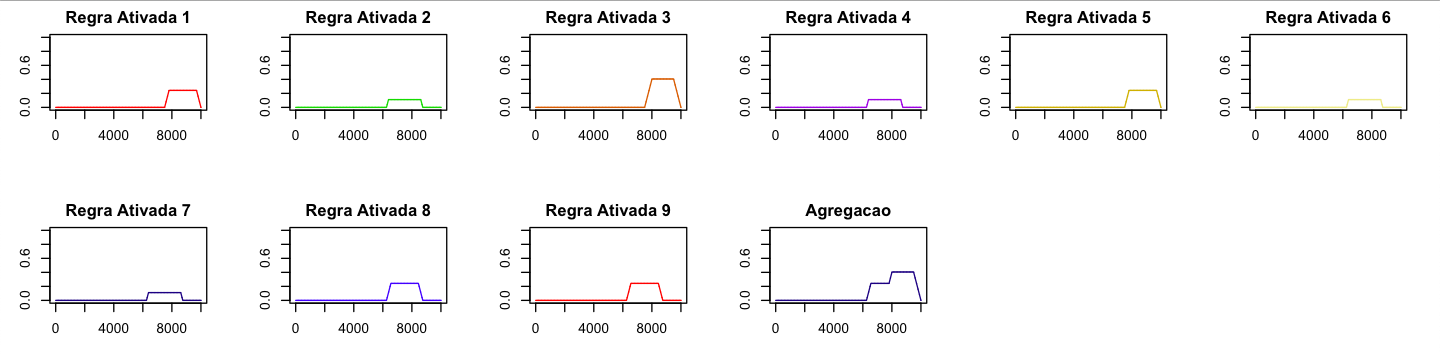 Regra Ativada 1 Regra Ativada 2 Regra Ativada 3 Regra Ativada 4 Regra Ativada 5 Regra Ativada 6
0.6 0.6 0.6 0.6 0.6 0.6
0.0 0.0 0.0 0.0 0.0 0.0
0 4000 8000 0 4000 8000 0 4000 8000 0 4000 8000 0 4000 8000 0 4000 8000
Regra Ativada 7 Regra Ativada 8 Regra Ativada 9 Agregacao
0.6 0.6 0.6 0.6
0.0 0.0 0.0 0.0
0 4000 8000 0 4000 8000 0 4000 8000 0 4000 8000